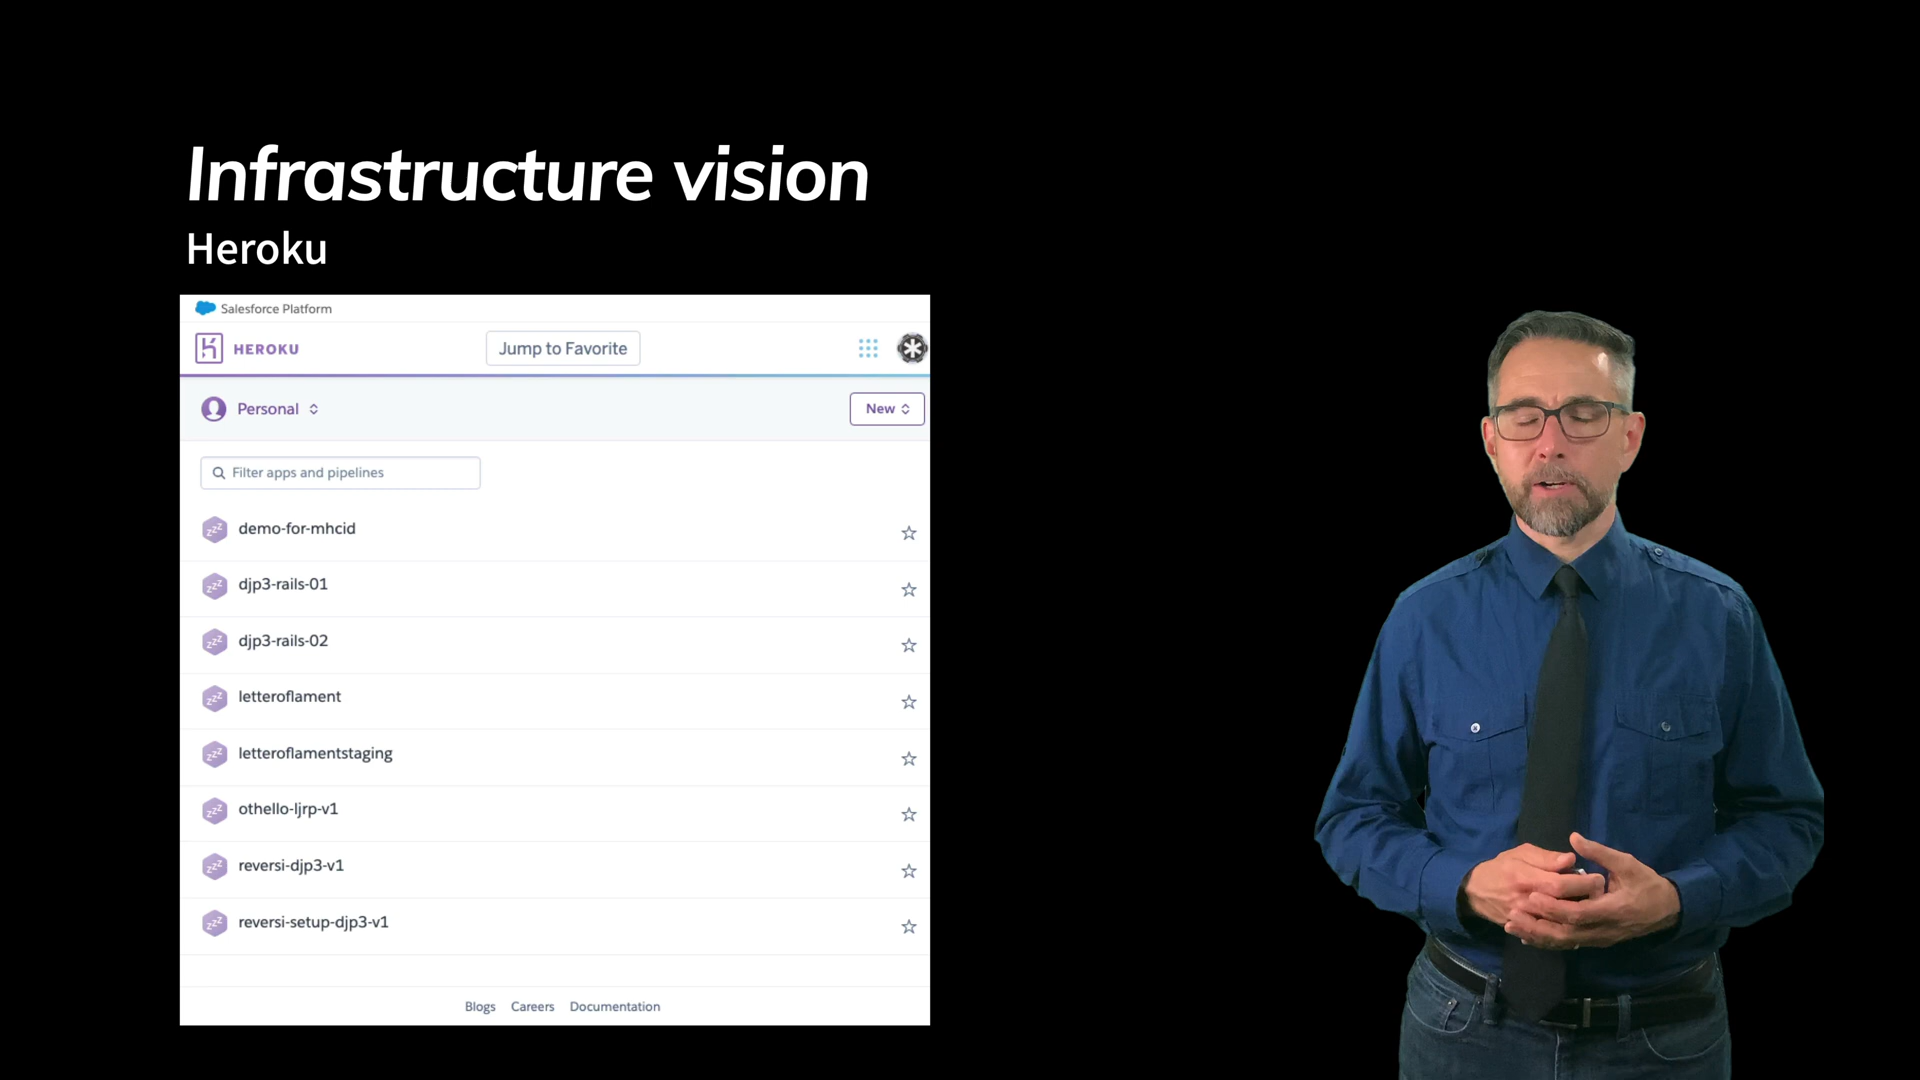 Infrastructure vision
Heroku
Salesforce Platform
HEROKU
Jump to Favorite
Personal
New
Filter apps and pipelines
demo-for-mhcid
djp3-rails-01
djp3-rails-02
letteroflament
letteroflamentstaging
othello-ljrp-v1
reversi-djp3-v1
reversi-setup-djp3-v1
Blogs Careers Documentation